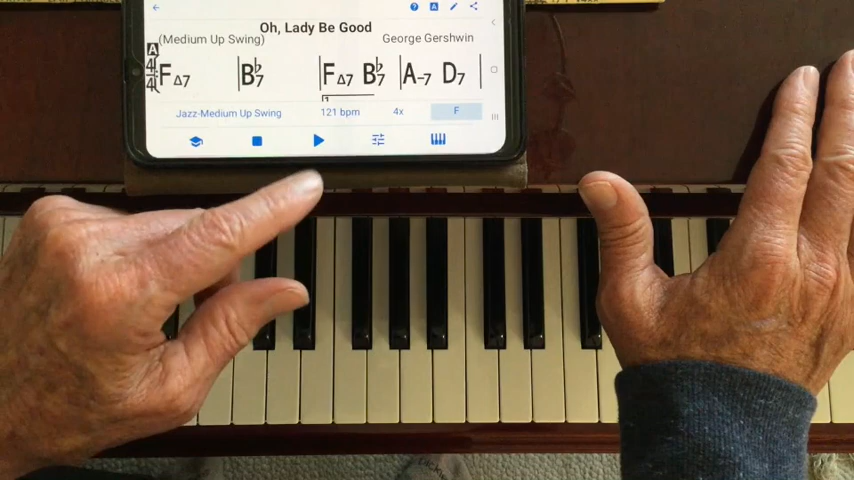 Oh, Lady Be Good
(Medium Up Swing) George Gershwin
A
4/4 FΔ7 B♭7 FΔ7 B♭7 A-7 D7
1
Jazz-Medium Up Swing 121 bpm 4x F